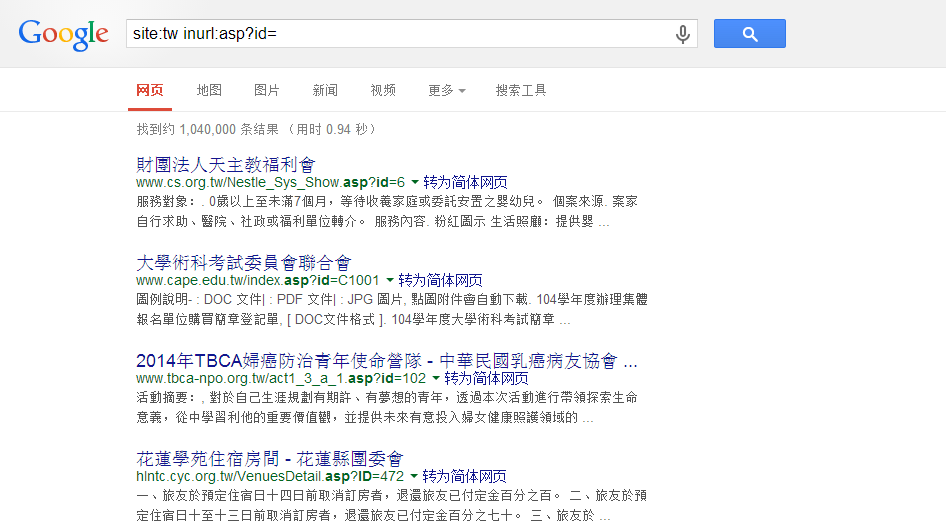 Google
site:tw inurl:asp?id=
网页 地图 图片 新闻 视频 更多 搜索工具
找到约 1,040,000 条结果 （用时 0.94 秒）
財團法人天主教福利會
www.cs.org.tw/Nestle_Sys_Show.asp?id=6 转为简体网页
服務對象：. 0歲以上至未滿7個月，等待收養家庭或委託安置之嬰幼兒。 個案來源. 案家
自行求助、醫院、社政或福利單位轉介。 服務內容. 粉紅圖示 生活照顧：提供嬰 ...
大學術科考試委員會聯合會
www.cape.edu.tw/index.asp?id=C1001 转为简体网页
圖例說明- : DOC 文件| : PDF 文件| : JPG 圖片, 點圖附件會自動下載. 104學年度辦理集體
報名單位購買簡章登記單, [ DOC文件格式 ]. 104學年度大學術科考試簡章 ...
2014年TBCA婦癌防治青年使命營隊 - 中華民國乳癌病友協會 ...
www.tbca-npo.org.tw/act1_3_a_1.asp?id=102 转为简体网页
活動摘要：, 對於自己生涯規劃有期許、有夢想的青年，透過本次活動進行帶領探索生命
意義，從中學習利他的重要價值觀，並提供未來有意投入婦女健康照護領域的 ...
花蓮學苑住宿房間 - 花蓮縣團委會
hlntc.cyc.org.tw/VenuesDetail.asp?ID=472 转为简体网页
一、旅友於預定住宿日十四日前取消訂房者，退還旅友已付定金百分之百。 二、旅友於預
定住宿日十至十三日前取消訂房者，退還旅友已付定金百分之七十。 三、旅友於 ...